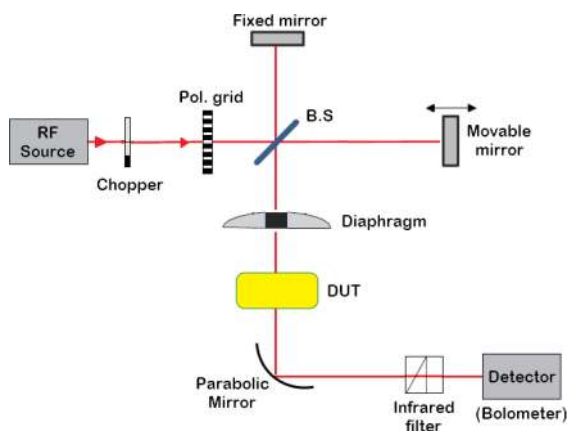 Fixed mirror
Pol. grid
B.S
RF
Source
Movable
mirror
Chopper
Diaphragm
DUT
Parabolic
Mirror
Infrared
filter
Detector
(Bolometer)